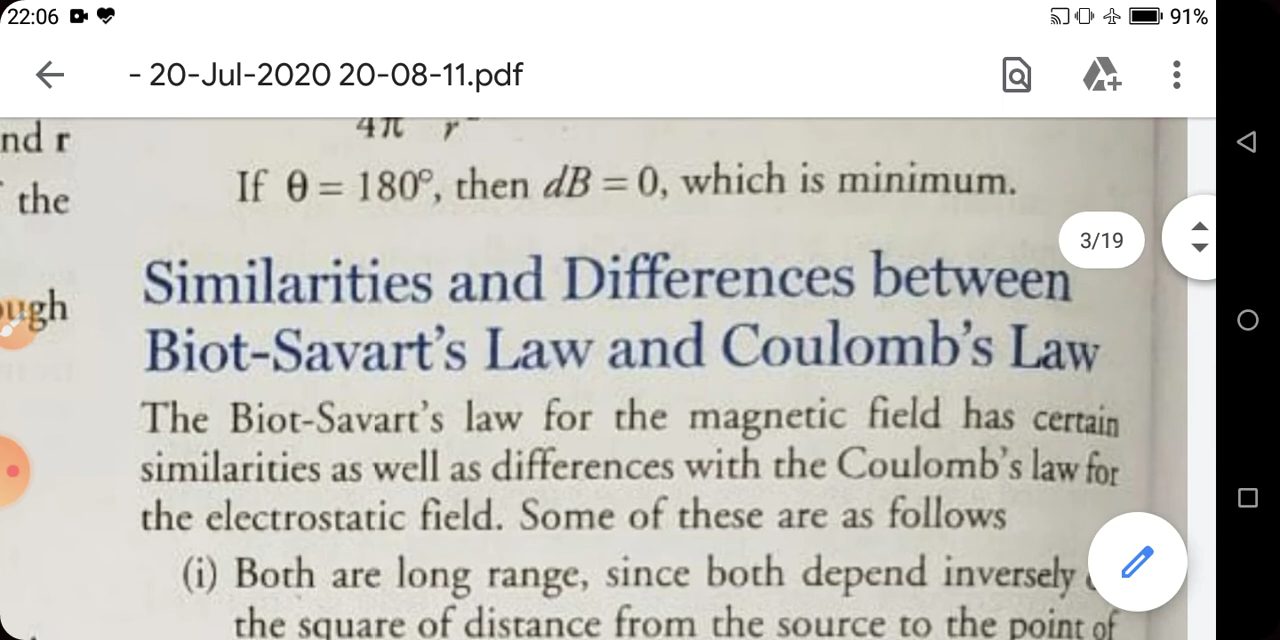 22:06
91%
- 20-Jul-2020 20-08-11.pdf
nd r
the
ough
4π r
If θ = 180°, then dB = 0, which is minimum.
3/19
Similarities and Differences between
Biot-Savart's Law and Coulomb's Law
The Biot-Savart's law for the magnetic field has certain
similarities as well as differences with the Coulomb's law for
the electrostatic field. Some of these are as follows
(i) Both are long range, since both depend inversely
the square of distance from the source to the point of